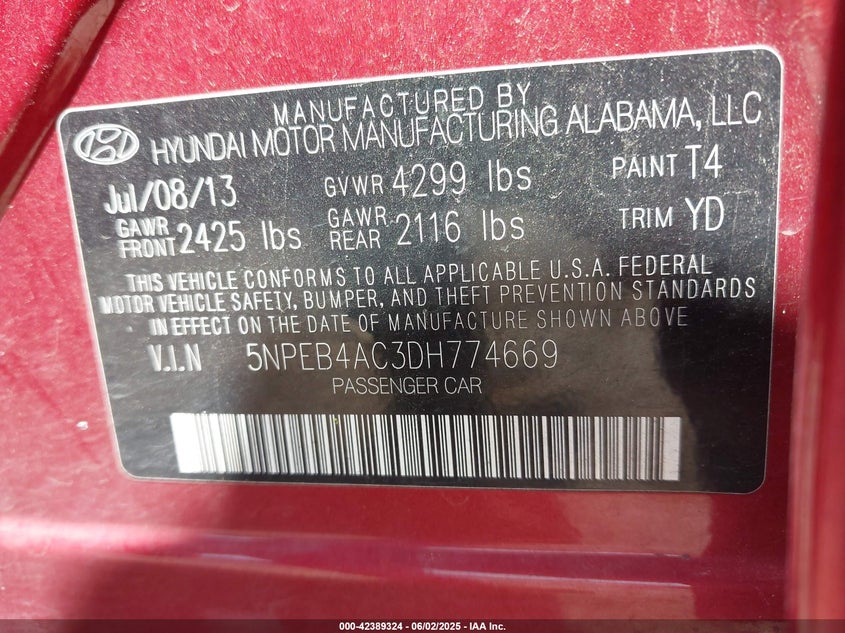 MANUFACTURED BY
HYUNDAI MOTOR MANUFACTURING ALABAMA, LLC
Jul/08/13 GVWR 4299 lbs PAINT T4
GAWR FRONT 2425 lbs GAWR REAR 2116 lbs TRIM YD
THIS VEHICLE CONFORMS TO ALL APPLICABLE U.S.A. FEDERAL
MOTOR VEHICLE SAFETY, BUMPER, AND THEFT PREVENTION STANDARDS
IN EFFECT ON THE DATE OF MANUFACTURE SHOWN ABOVE.
V.I.N 5NPEB4AC3DH774669
PASSENGER CAR
000-42389324 | 06/02/2025 - IAA Inc.